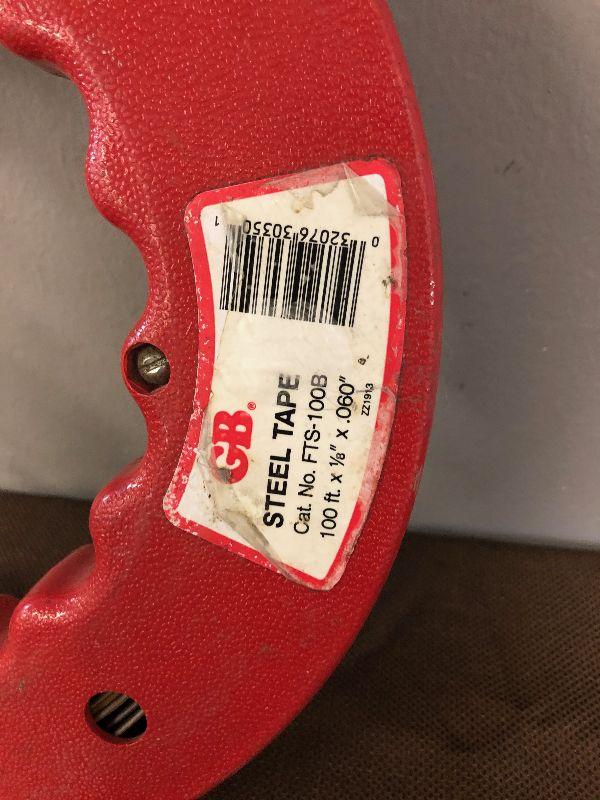 GB®
STEEL TAPE
Cat. No. FTS-100B
100 ft. x 1/8" x .060"
ZZ1913
0 32076 30350 1